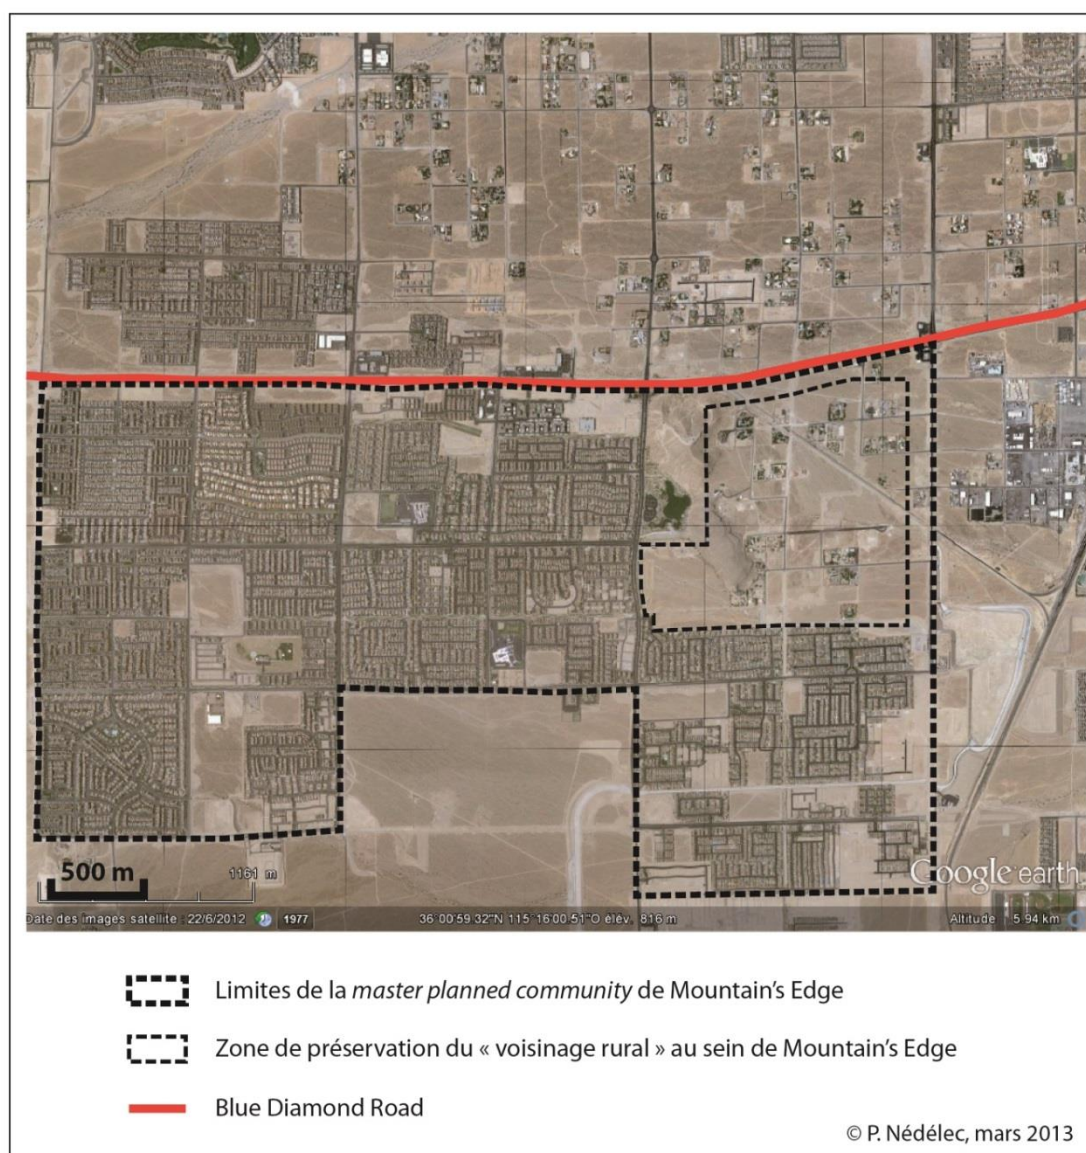 500 m
1161 m
Google earth
Date des images satellite : 22/6/2012 1977 36°00'59.32"N 115°16'00.51"O élév. 816 m Altitude 5.94 km
Limites de la master planned community de Mountain's Edge
Zone de préservation du « voisinage rural » au sein de Mountain's Edge
Blue Diamond Road
© P. Nédélec, mars 2013